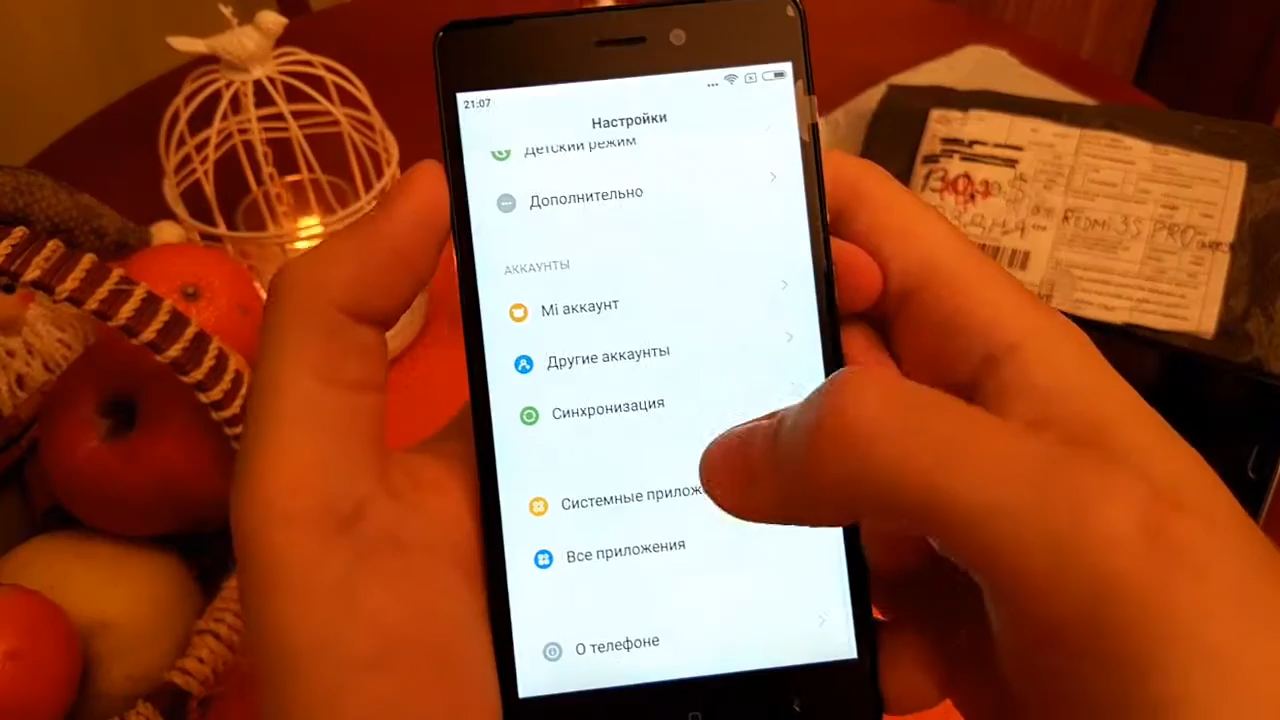 21:07
Настройки
Детский режим
Дополнительно
АККАУНТЫ
Mi аккаунт
Другие аккаунты
Синхронизация
Системные прилож
Все приложения
О телефоне
REDMI 3S PRO